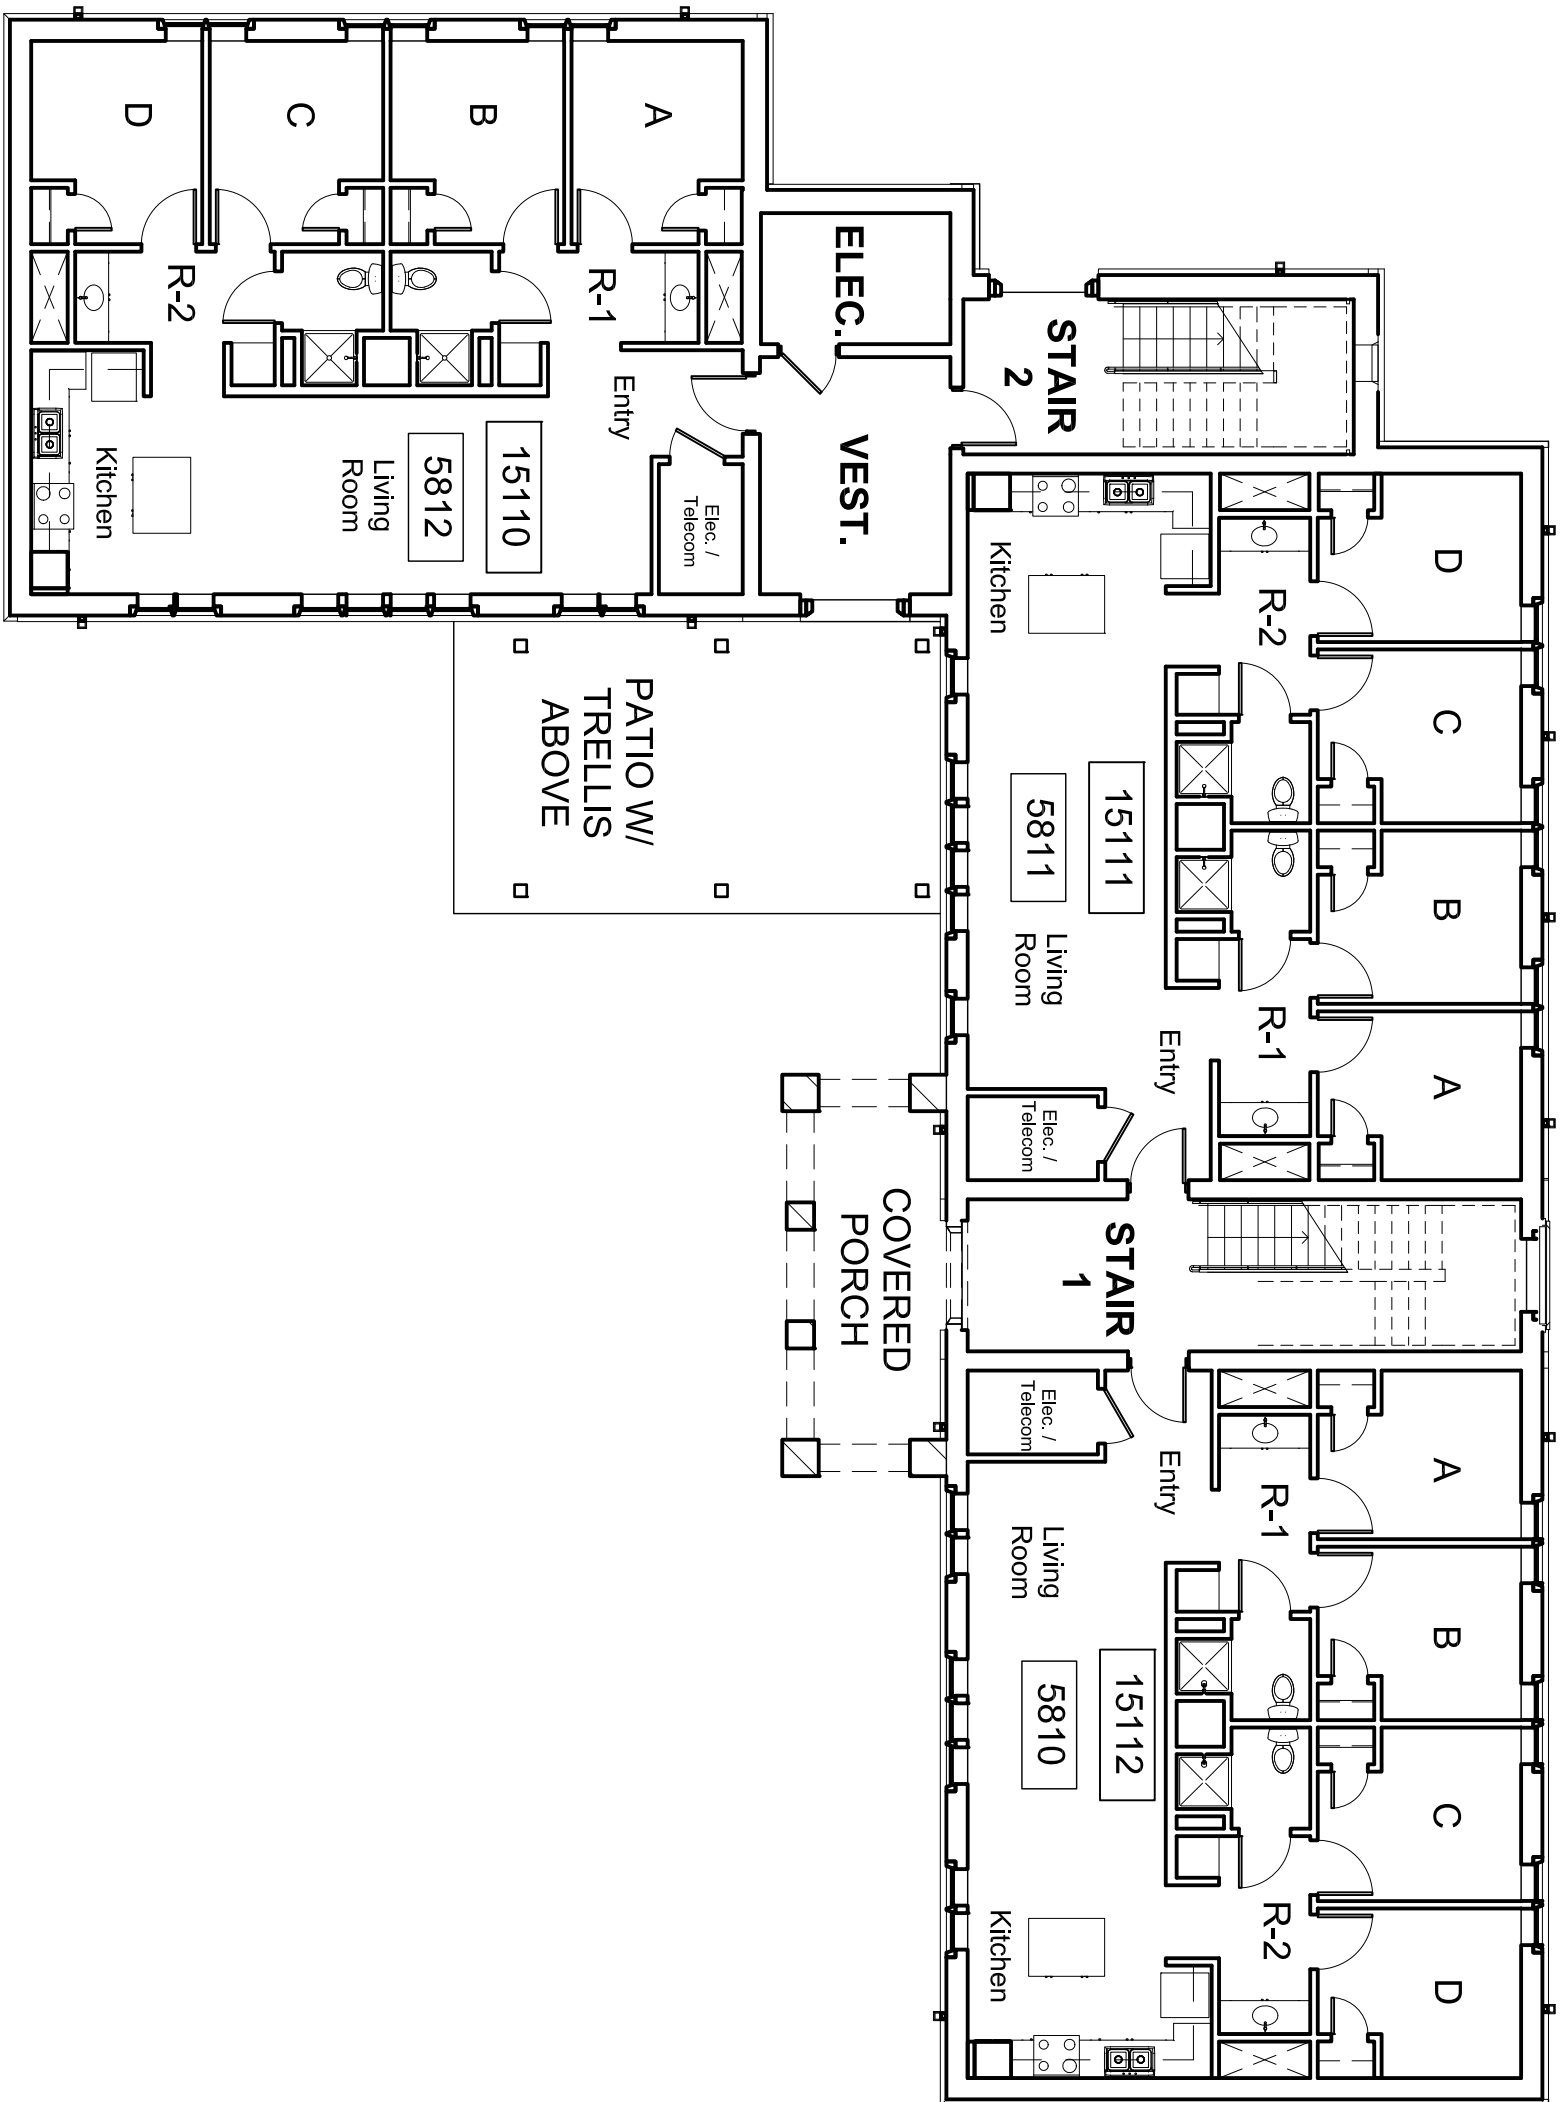 D
C
B
A
R-2
R-1
Entry
15110
5812
Living
Room
Kitchen
Elec. /
Telecom
ELEC.
VEST.
STAIR
2
PATIO W/
TRELLIS
ABOVE
D
C
B
A
R-2
R-1
Kitchen
15111
5811
Living
Room
Entry
Elec. /
Telecom
STAIR
1
COVERED
PORCH
A
B
C
D
R-1
R-2
Entry
Elec. /
Telecom
Living
Room
15112
5810
Kitchen